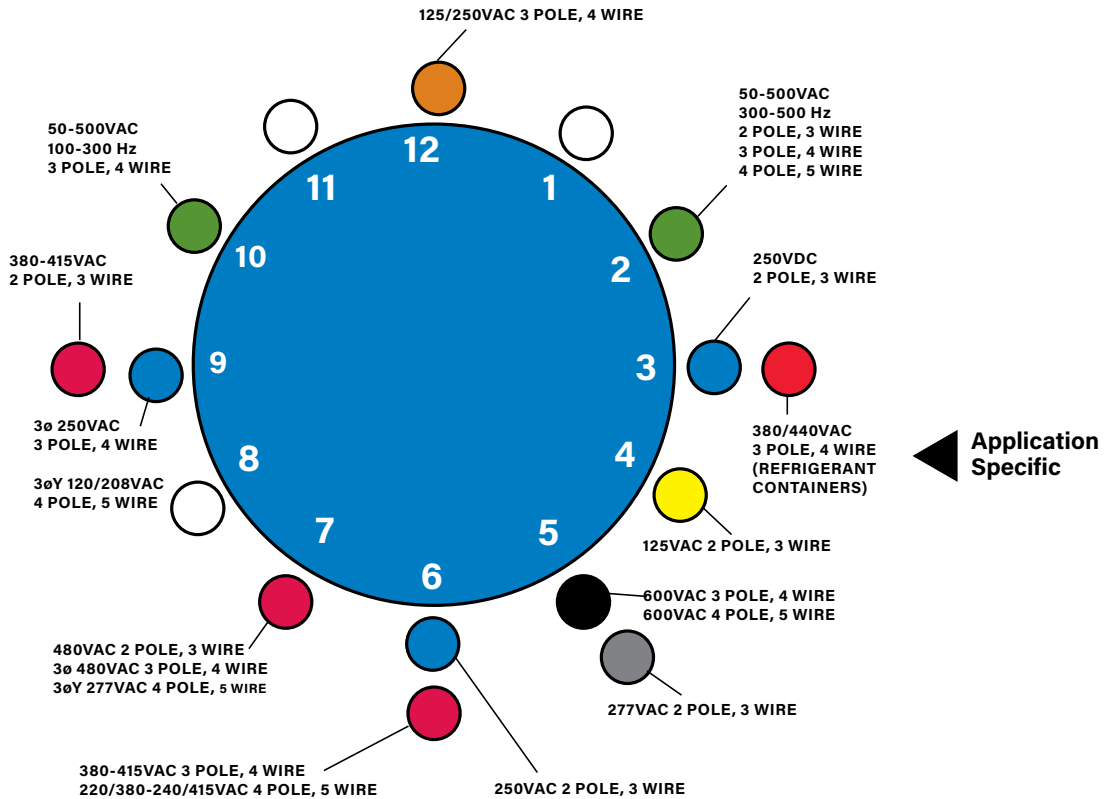 125/250VAC 3 POLE, 4 WIRE
50-500VAC
300-500 Hz
2 POLE, 3 WIRE
3 POLE, 4 WIRE
4 POLE, 5 WIRE
50-500VAC
100-300 Hz
3 POLE, 4 WIRE
12
11
1
10
2
380-415VAC
2 POLE, 3 WIRE
250VDC
2 POLE, 3 WIRE
9
3
3ø 250VAC
3 POLE, 4 WIRE
380/440VAC
3 POLE, 4 WIRE
(REFRIGERANT
CONTAINERS)
Application
Specific
8
4
3øY 120/208VAC
4 POLE, 5 WIRE
7
5
125VAC 2 POLE, 3 WIRE
6
600VAC 3 POLE, 4 WIRE
600VAC 4 POLE, 5 WIRE
480VAC 2 POLE, 3 WIRE
3ø 480VAC 3 POLE, 4 WIRE
3øY 277VAC 4 POLE, 5 WIRE
277VAC 2 POLE, 3 WIRE
380-415VAC 3 POLE, 4 WIRE
220/380-240/415VAC 4 POLE, 5 WIRE
250VAC 2 POLE, 3 WIRE